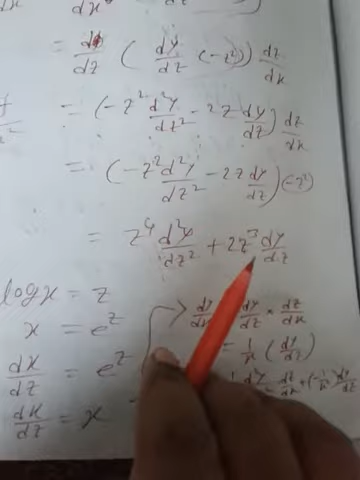 = d/dz ( dy/dz (-z²)) dz/dx
= (-z² d²y/dz² - 2z dy/dz) dz/dx
= (-z² d²y/dz² - 2z dy/dz) (-z²)
= z⁴ d²y/dz² + 2z³ dy/dz
log x = z
x = e^z
dx/dz = e^z
dx/dz = x
dy/dx = dy/dz × dz/dx
= 1/x (dy/dz)